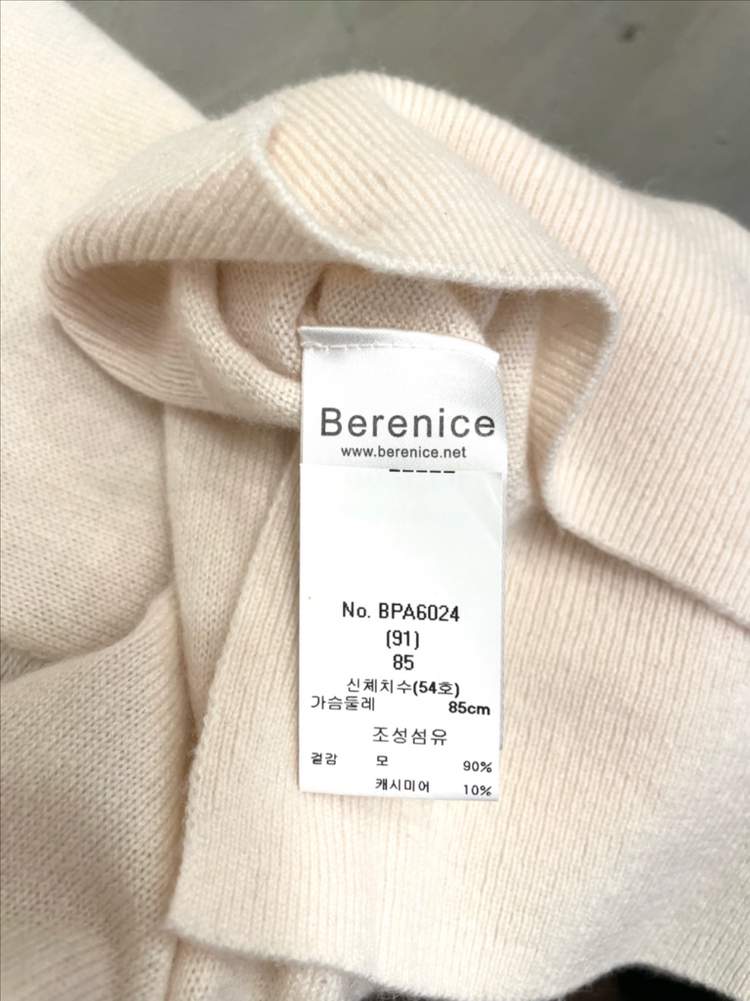 Berenice
www.berenice.net
No. BPA6024
(91)
85
신체치수(54호)
가슴둘레 85cm
조성섬유
겉감 모 90%
캐시미어 10%